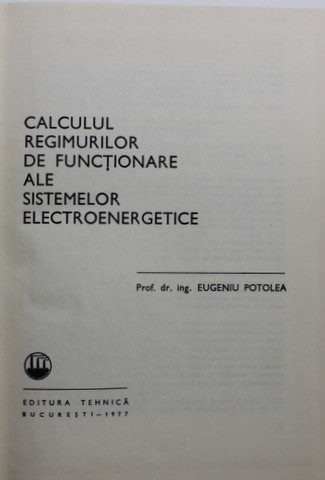 CALCULUL
REGIMURILOR
DE FUNCȚIONARE
ALE
SISTEMELOR
ELECTROENERGETICE
Prof. dr. ing. EUGENIU POTOLEA
EDITURA TEHNICĂ
BUCUREȘTI–1977